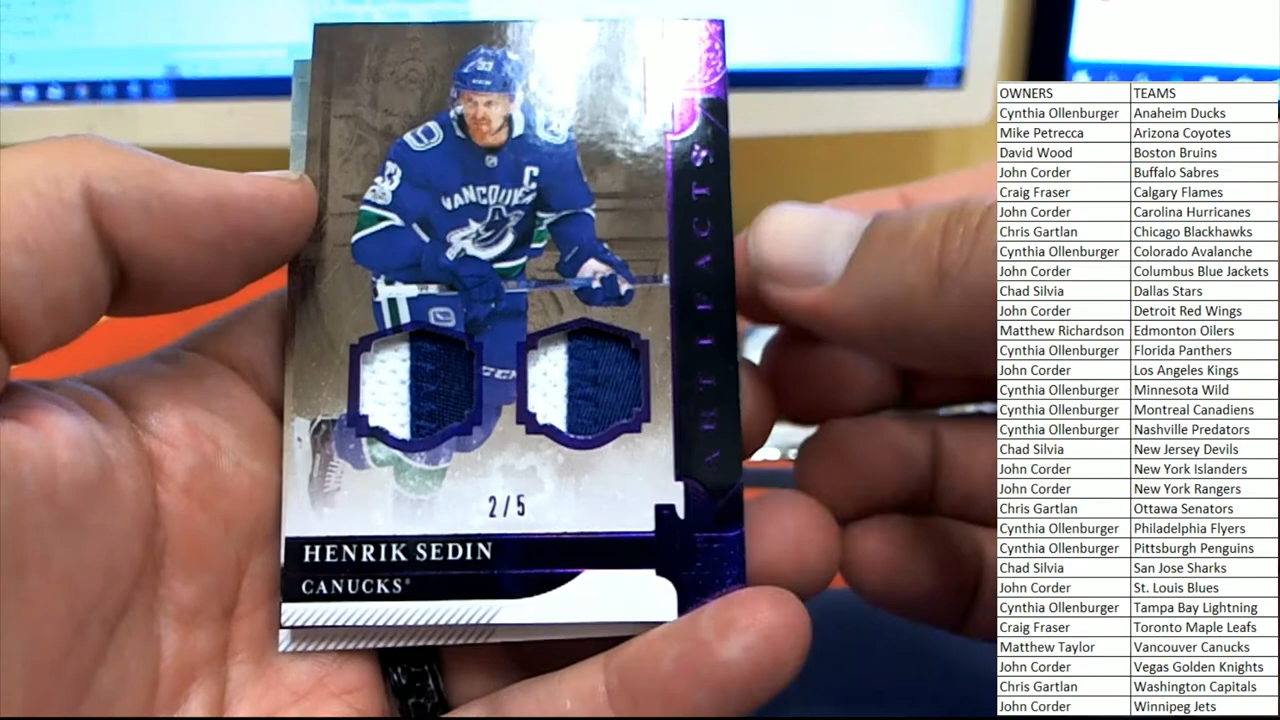 33
33
C
VANCOUVER
ARTIFACTS
CCM
2/5
HENRIK SEDIN
CANUCKS
OWNERS TEAMS
Cynthia Ollenburger Anaheim Ducks
Mike Petrecca Arizona Coyotes
David Wood Boston Bruins
John Corder Buffalo Sabres
Craig Fraser Calgary Flames
John Corder Carolina Hurricanes
Chris Gartlan Chicago Blackhawks
Cynthia Ollenburger Colorado Avalanche
John Corder Columbus Blue Jackets
Chad Silvia Dallas Stars
John Corder Detroit Red Wings
Matthew Richardson Edmonton Oilers
Cynthia Ollenburger Florida Panthers
John Corder Los Angeles Kings
Cynthia Ollenburger Minnesota Wild
Cynthia Ollenburger Montreal Canadiens
Cynthia Ollenburger Nashville Predators
Chad Silvia New Jersey Devils
John Corder New York Islanders
John Corder New York Rangers
Chris Gartlan Ottawa Senators
Cynthia Ollenburger Philadelphia Flyers
Cynthia Ollenburger Pittsburgh Penguins
Chad Silvia San Jose Sharks
John Corder St. Louis Blues
Cynthia Ollenburger Tampa Bay Lightning
Craig Fraser Toronto Maple Leafs
Matthew Taylor Vancouver Canucks
John Corder Vegas Golden Knights
Chris Gartlan Washington Capitals
John Corder Winnipeg Jets